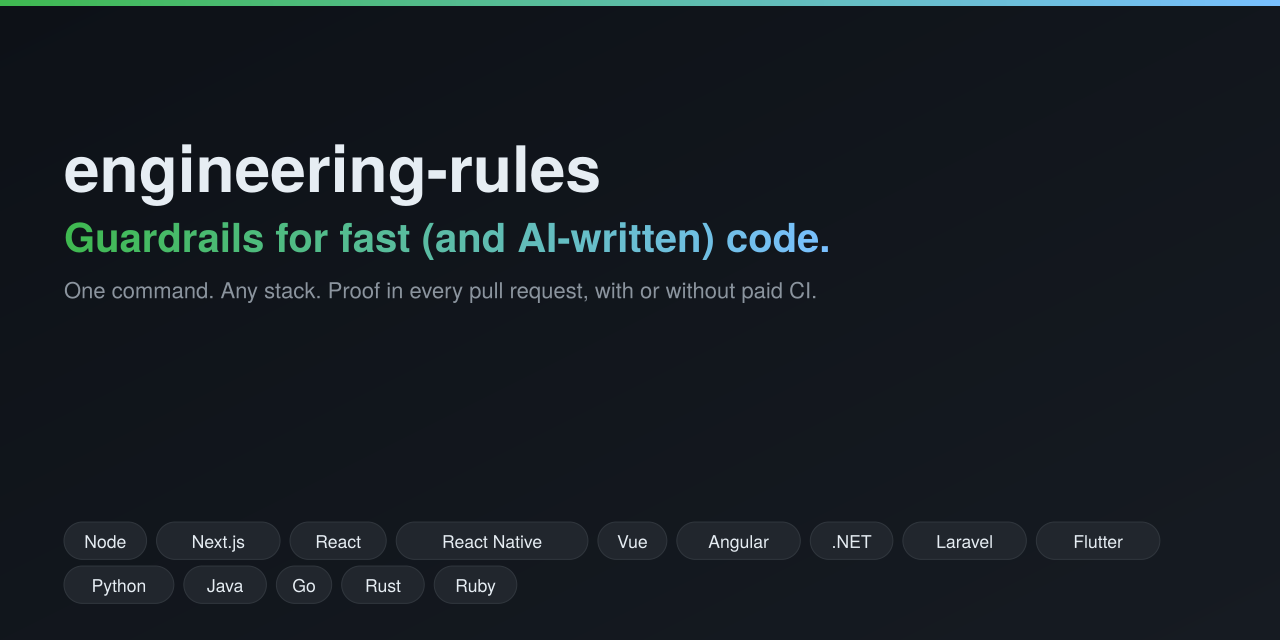 engineering-rules
Guardrails for fast (and AI-written) code.
One command. Any stack. Proof in every pull request, with or without paid CI.
Node Next.js React React Native Vue Angular .NET Laravel Flutter
Python Java Go Rust Ruby